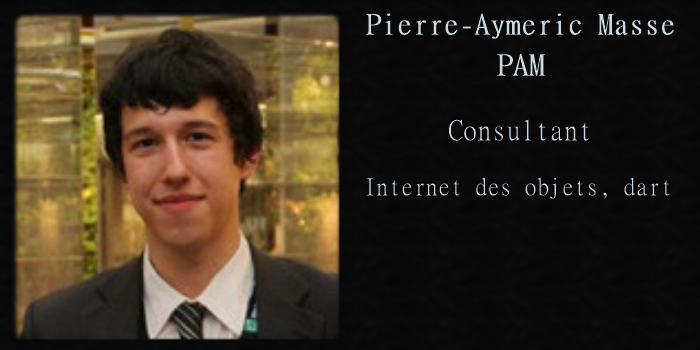 Pierre-Aymeric Masse
PAM
Consultant
Internet des objets, dart